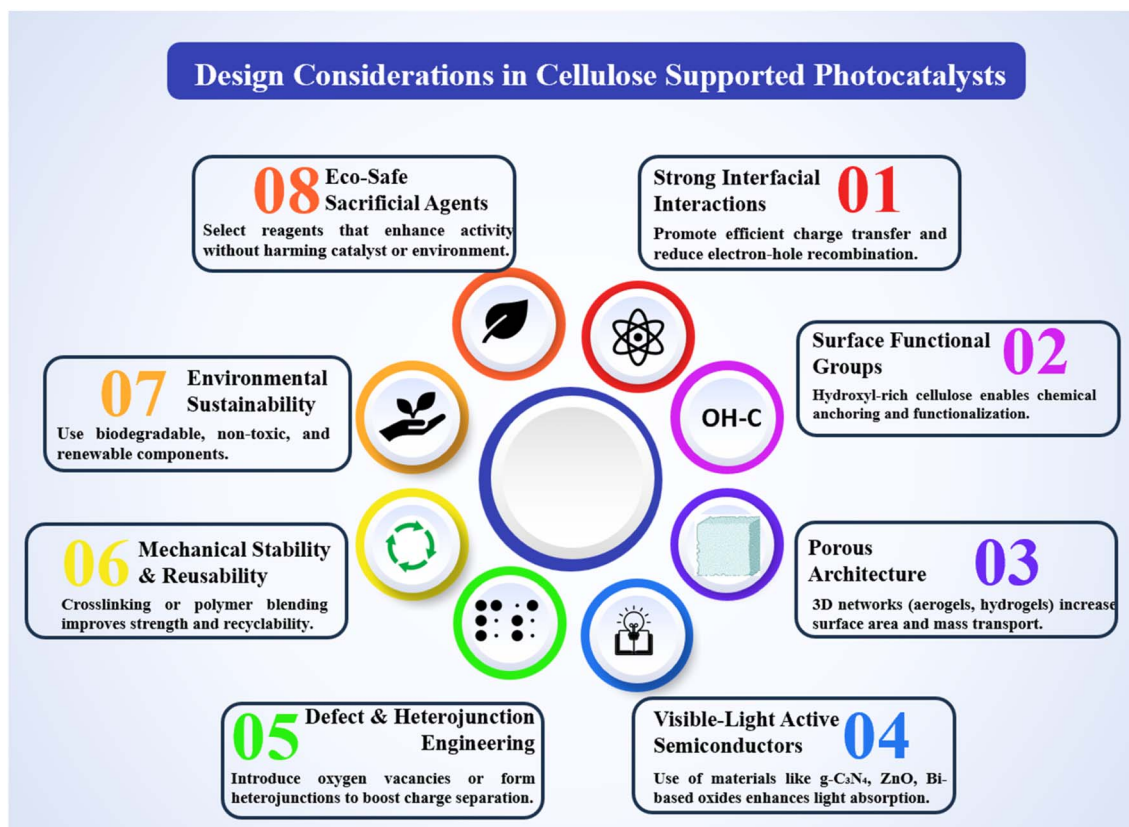 Design Considerations in Cellulose Supported Photocatalysts
Strong Interfacial
Interactions
01
Promote efficient charge transfer and
reduce electron-hole recombination.
Surface Functional
Groups
02
Hydroxyl-rich cellulose enables chemical
anchoring and functionalization.
OH-C
Porous
Architecture
03
3D networks (aerogels, hydrogels) increase
surface area and mass transport.
Visible-Light Active
Semiconductors
04
Use of materials like g-C₃N₄, ZnO, Bi-
based oxides enhances light absorption.
05
Defect & Heterojunction
Engineering
Introduce oxygen vacancies or form
heterojunctions to boost charge separation.
06
Mechanical Stability
& Reusability
Crosslinking or polymer blending
improves strength and recyclability.
07
Environmental
Sustainability
Use biodegradable, non-toxic, and
renewable components.
08
Eco-Safe
Sacrificial Agents
Select reagents that enhance activity
without harming catalyst or environment.